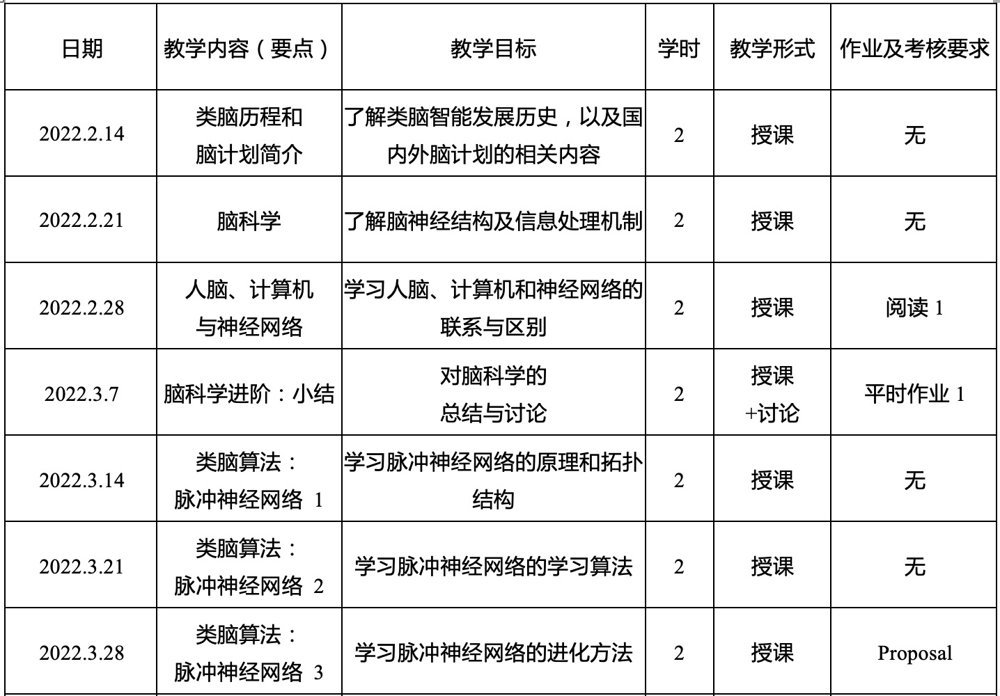 日期 教学内容（要点） 教学目标 学时 教学形式 作业及考核要求
2022.2.14
类脑历程和
脑计划简介
了解类脑智能发展历史，以及国
内外脑计划的相关内容
2
授课
无
2022.2.21
脑科学
了解脑神经结构及信息处理机制
2
授课
无
2022.2.28
人脑、计算机
与神经网络
学习人脑、计算机和神经网络的
联系与区别
2
授课
阅读 1
2022.3.7
脑科学进阶：小结
对脑科学的
总结与讨论
2
授课
+讨论
平时作业 1
2022.3.14
类脑算法：
脉冲神经网络 1
学习脉冲神经网络的原理和拓扑
结构
2
授课
无
2022.3.21
类脑算法：
脉冲神经网络 2
学习脉冲神经网络的学习算法
2
授课
无
2022.3.28
类脑算法：
脉冲神经网络 3
学习脉冲神经网络的进化方法
2
授课
Proposal